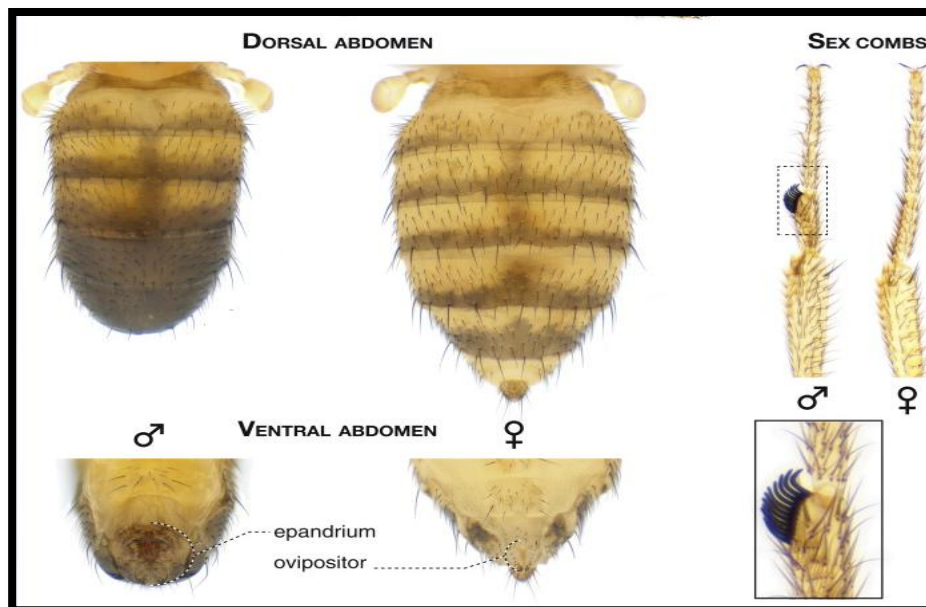 DORSAL ABDOMEN
SEX COMBS
♂
♀
♂ VENTRAL ABDOMEN ♀
epandrium
ovipositor